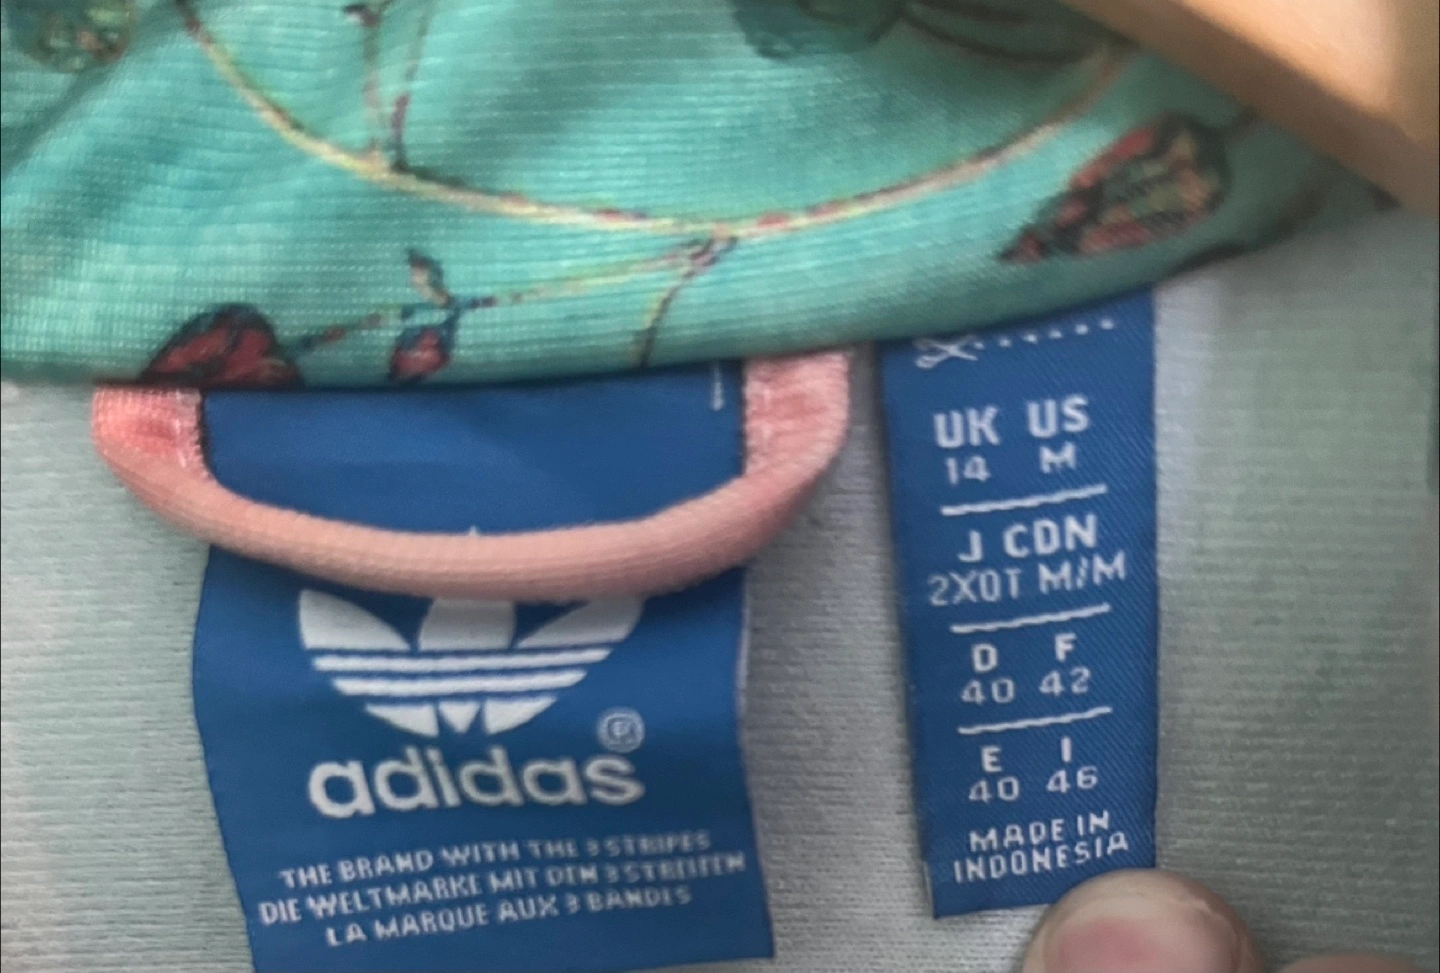 adidas®
THE BRAND WITH THE 3 STRIPES
DIE WELTMARKE MIT DEN 3 STREIFEN
LA MARQUE AUX 3 BANDES
UK US
14 M
J CDN
2XOT M/M
D F
40 42
E I
40 46
MADE IN
INDONESIA